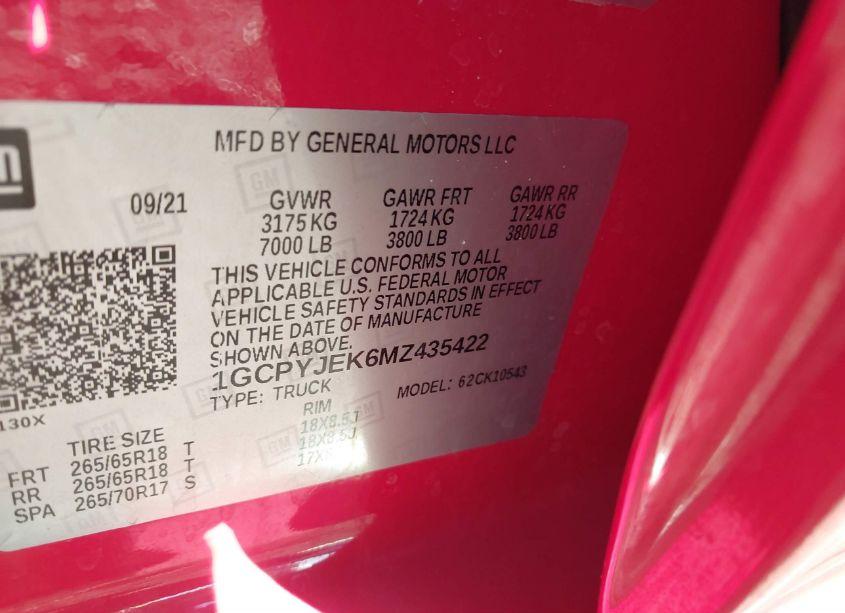 GM
MFD BY GENERAL MOTORS LLC
09/21
GVWR GAWR FRT GAWR RR
3175 KG 1724 KG 1724 KG
7000 LB 3800 LB 3800 LB
THIS VEHICLE CONFORMS TO ALL
APPLICABLE U.S. FEDERAL MOTOR
VEHICLE SAFETY STANDARDS IN EFFECT
ON THE DATE OF MANUFACTURE
SHOWN ABOVE.
1GCPYJEK6MZ435422
TYPE: TRUCK MODEL: 62CK10543
130X
TIRE SIZE RIM
FRT 265/65R18 T 18X8.5J
RR 265/65R18 T 18X8.5J
SPA 265/70R17 S